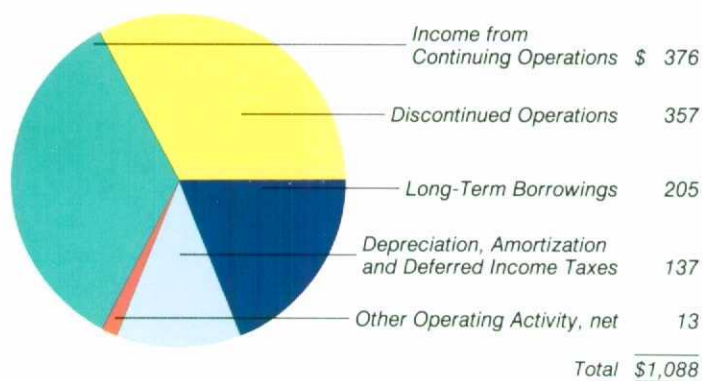 Income from
Continuing Operations $ 376
Discontinued Operations 357
Long-Term Borrowings 205
Depreciation, Amortization
and Deferred Income Taxes 137
Other Operating Activity, net 13
Total $1,088